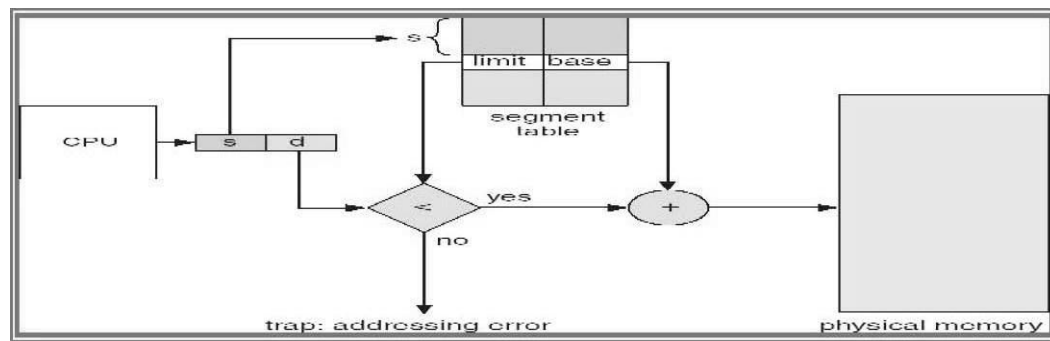 s
limit base
segment
table
CPU
s d
<
yes
+
no
trap: addressing error
physical memory